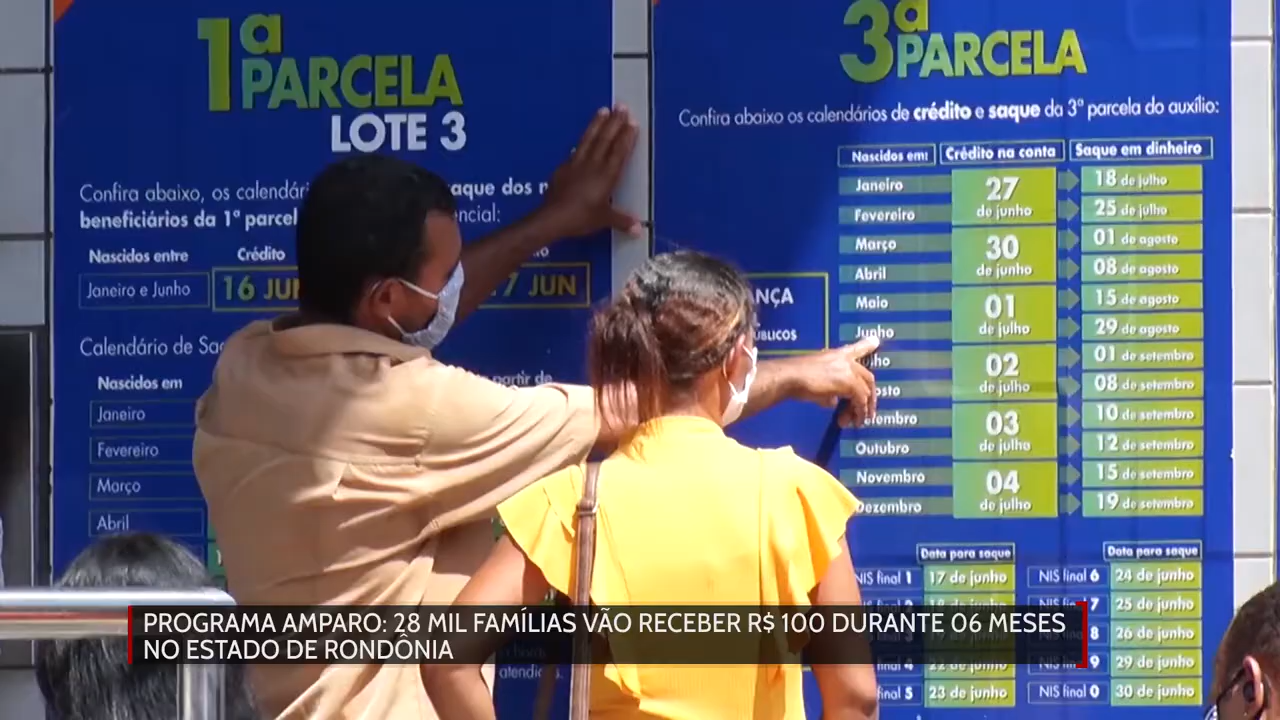 1ª
PARCELA
LOTE 3
Confira abaixo, os
beneficiários da 1ª
Nascidos entre
Crédito
Janeiro e Junho
16
JUN
Calendário de
Nascidos em
Janeiro
Fevereiro
Março
Abril
3ª
PARCELA
Confira abaixo os calendários de crédito e saque da 3ª parcela do auxílio:
Nascidos em: Crédito na conta Saque em dinheiro
Janeiro 27 de junho 18 de julho
Fevereiro 25 de julho
Março 30 de junho 01 de agosto
Abril 08 de agosto
Maio 01 de julho 15 de agosto
Junho 29 de agosto
02 de julho 01 de setembro
08 de setembro
03 de julho 10 de setembro
Outubro 12 de setembro
Novembro 04 de julho 15 de setembro
Dezembro 19 de setembro
Data para saque Data para saque
NIS final 1 17 de junho NIS final 6 24 de junho
7 25 de junho
8 26 de junho
9 29 de junho
final 5 23 de junho NIS final 0 30 de junho
PROGRAMA AMPARO: 28 MIL FAMÍLIAS VÃO RECEBER R$ 100 DURANTE 06 MESES
NO ESTADO DE RONDÔNIA